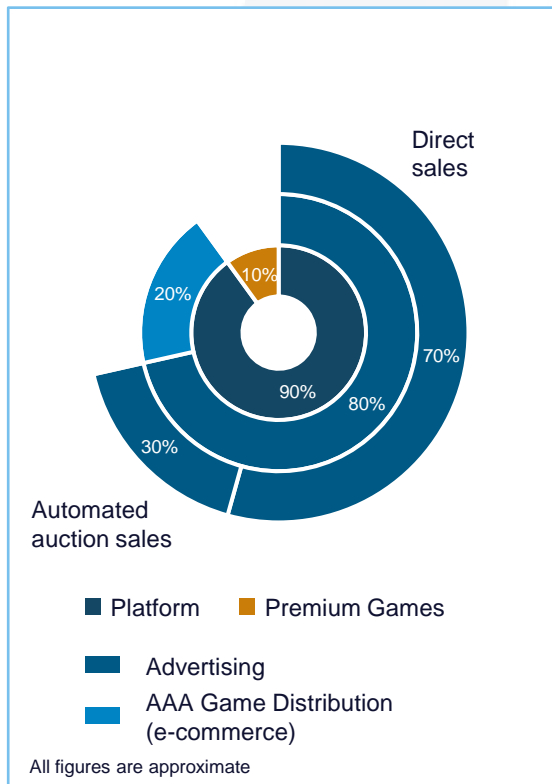 Direct
sales
10%
20%
70%
90%
80%
30%
Automated
auction sales
Platform
Premium Games
Advertising
AAA Game Distribution
(e-commerce)
All figures are approximate